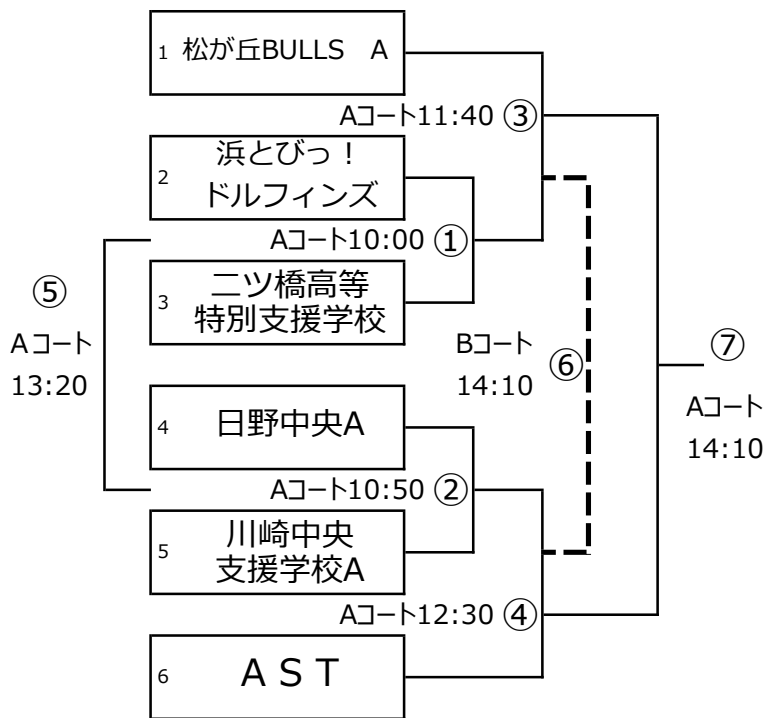 1 松が丘BULLS　A
Aコート11:40 ③
2 浜とびっ！
ドルフィンズ
Aコート10:00 ①
3 二ツ橋高等
特別支援学校
⑤
Aコート
13:20
Bコート
14:10
⑥
⑦
Aコート
14:10
4 日野中央A
Aコート10:50 ②
5 川崎中央
支援学校A
Aコート12:30 ④
6 ＡＳＴ